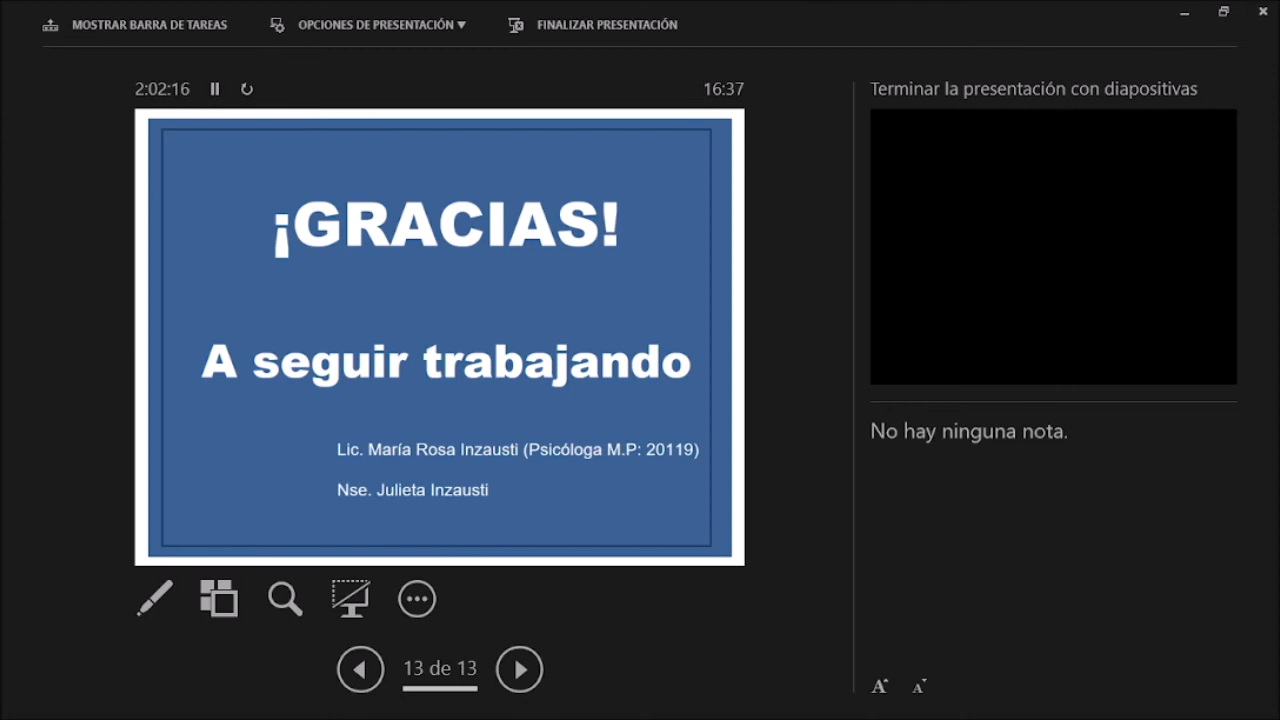 MOSTRAR BARRA DE TAREAS
OPCIONES DE PRESENTACIÓN ▼
FINALIZAR PRESENTACIÓN
2:02:16
16:37
¡GRACIAS!
A seguir trabajando
Lic. María Rosa Inzausti (Psicóloga M.P: 20119)
Nse. Julieta Inzausti
13 de 13
Terminar la presentación con diapositivas
No hay ninguna nota.
A A